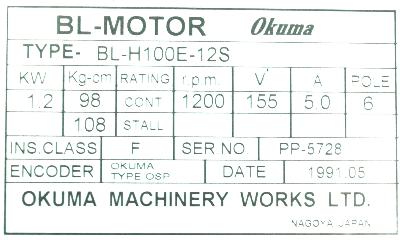 BL-MOTOR Okuma
TYPE- BL-H100E-12S
KW Kg-cm RATING r.p.m. V A POLE
1.2 98 CONT 1200 155 5.0 6
108 STALL
INS.CLASS F SER NO. PP-5728
ENCODER OKUMA TYPE OSP DATE 1991.05
OKUMA MACHINERY WORKS LTD.
NAGOYA JAPAN